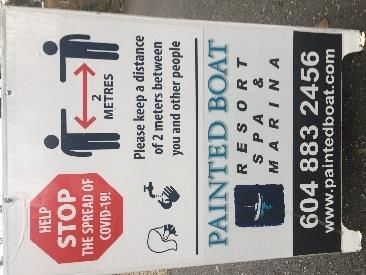 HELP
STOP
THE SPREAD OF
COVID-19!
2
METRES
Please keep a distance
of 2 meters between
you and other people
PAINTED BOAT
RESORT
SPA &
MARINA
604 883 2456
www.paintedboat.com